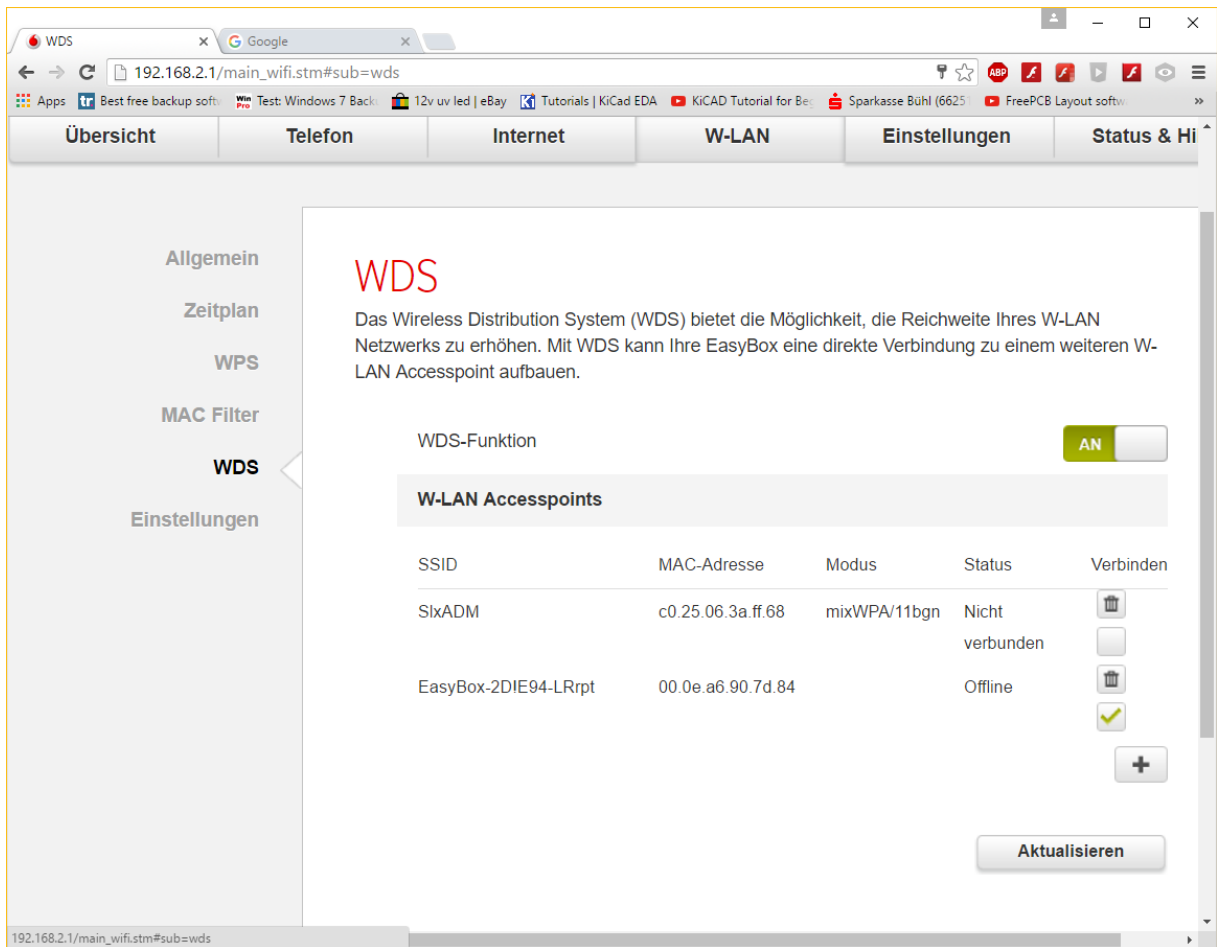 WDS
Google
192.168.2.1/main_wifi.stm#sub=wds
ABP
Apps Best free backup softw Test: Windows 7 Back 12v uv led | eBay Tutorials | KiCad EDA KiCAD Tutorial for Beg Sparkasse Bühl (6625 FreePCB Layout softw »
Übersicht Telefon Internet W-LAN Einstellungen Status & Hi
Allgemein
Zeitplan
WPS
MAC Filter
WDS
Einstellungen
WDS
Das Wireless Distribution System (WDS) bietet die Möglichkeit, die Reichweite Ihres W-LAN
Netzwerks zu erhöhen. Mit WDS kann Ihre EasyBox eine direkte Verbindung zu einem weiteren W-
LAN Accesspoint aufbauen.
WDS-Funktion AN
W-LAN Accesspoints
SSID MAC-Adresse Modus Status Verbinden
SIxADM c0.25.06.3a.ff.68 mixWPA/11bgn Nicht
verbunden
EasyBox-2D!E94-LRrpt 00.0e.a6.90.7d.84 Offline
Aktualisieren
192.168.2.1/main_wifi.stm#sub=wds